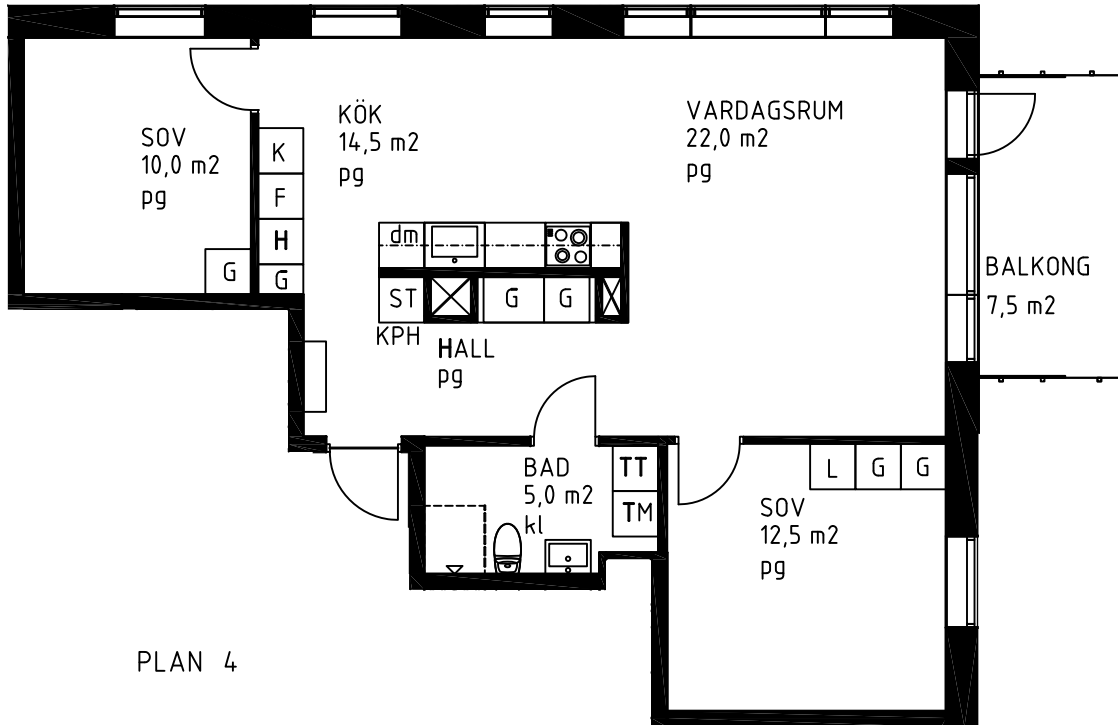 SOV
10,0 m2
pg
G
K
F
H
G
KÖK
14,5 m2
pg
VARDAGSRUM
22,0 m2
pg
dm
ST
G
G
KPH
HALL
pg
BALKONG
7,5 m2
BAD
5,0 m2
kl
TT
TM
L
G
G
SOV
12,5 m2
pg
PLAN 4